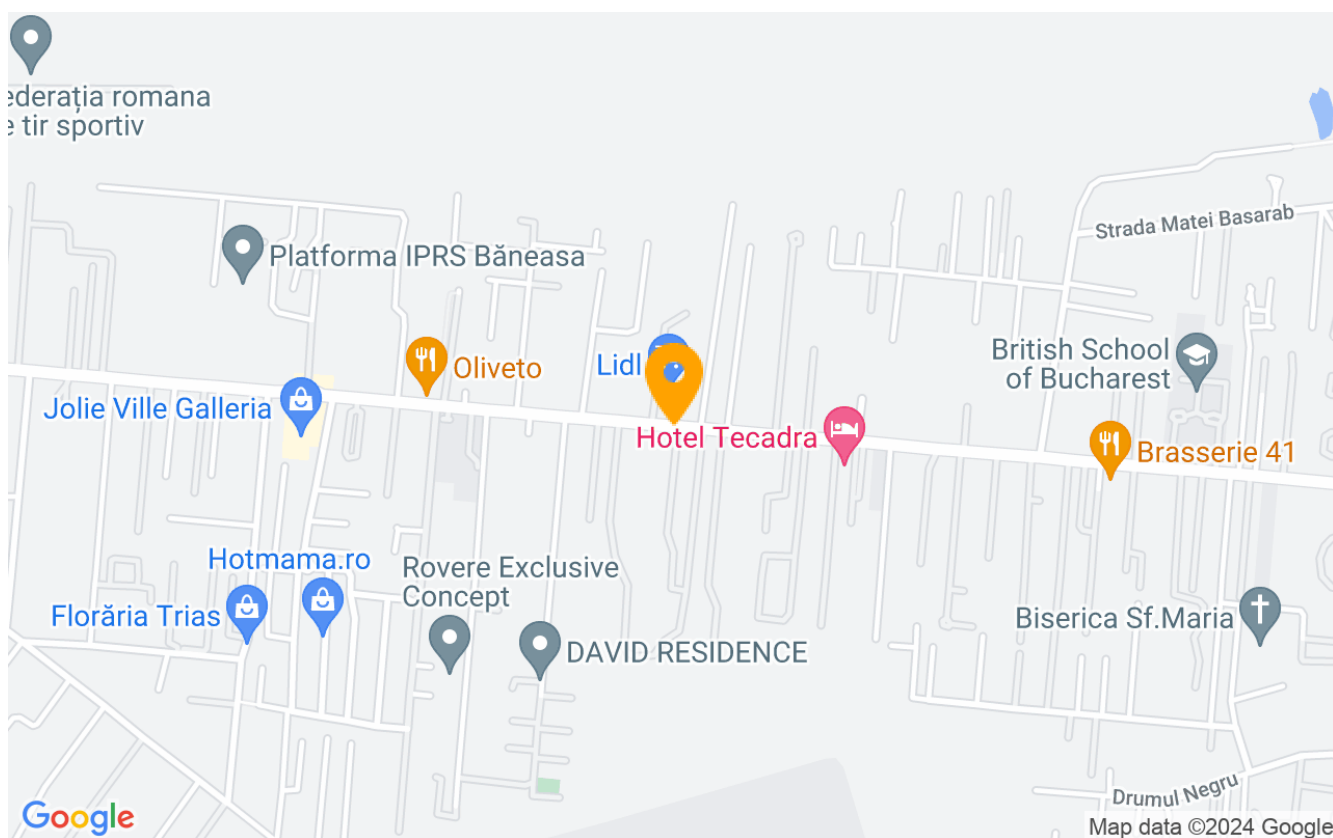 ederația romana
e tir sportiv
Strada Matei Basarab
Platforma IPRS Băneasa
British School
of Bucharest
Lidl
Oliveto
Jolie Ville Galleria
Hotel Tecadra
Brasserie 41
Hotmama.ro
Rovere Exclusive
Concept
Florăria Trias
Biserica Sf.Maria
DAVID RESIDENCE
Drumul Negru
Google
Map data ©2024 Google